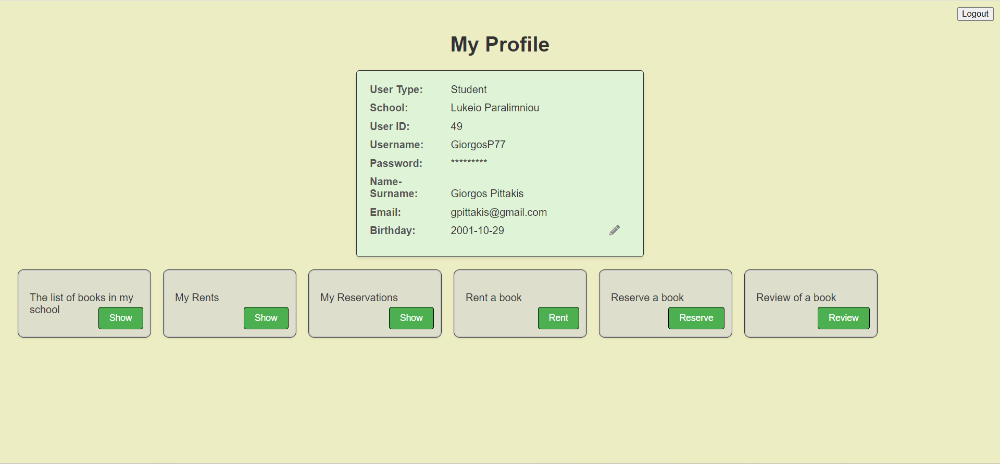 Logout
My Profile
User Type: Student
School: Lukeio Paralimniou
User ID: 49
Username: GiorgosP77
Password: *********
Name-
Surname: Giorgos Pittakis
Email: gpittakis@gmail.com
Birthday: 2001-10-29
The list of books in my
school
Show
My Rents
Show
My Reservations
Show
Rent a book
Rent
Reserve a book
Reserve
Review of a book
Review